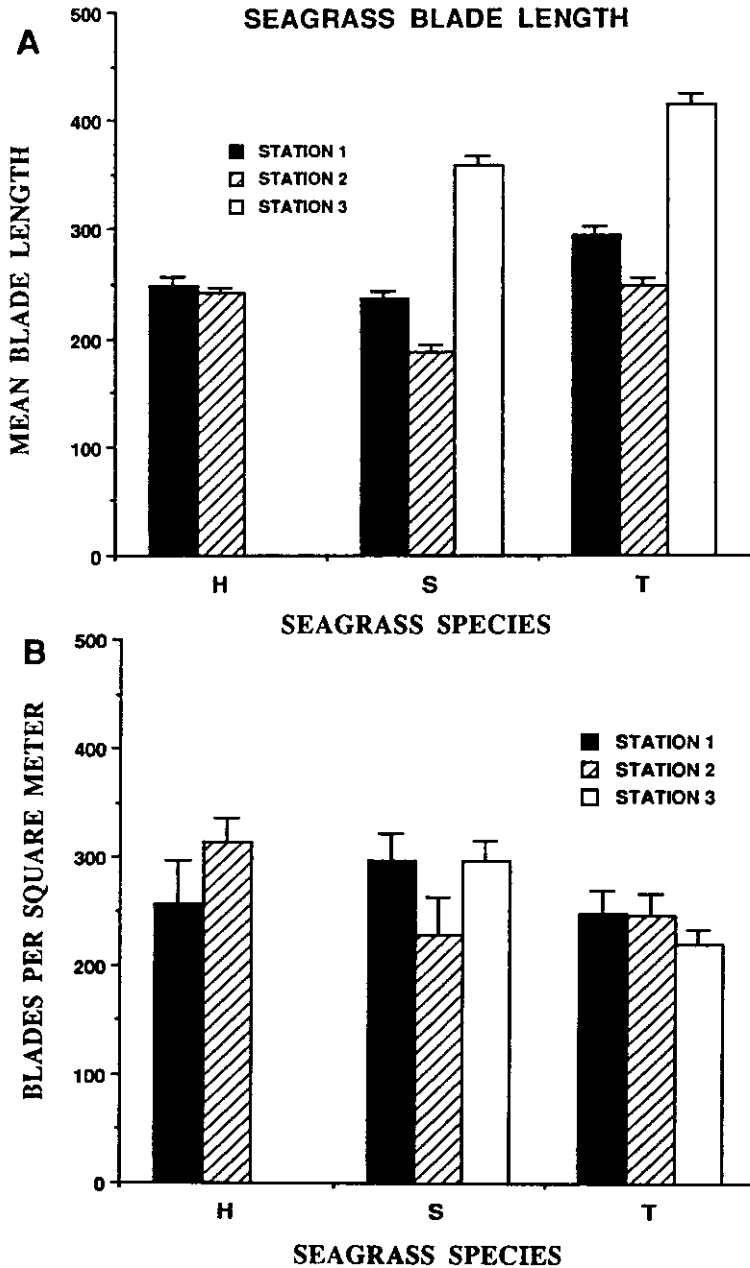 A
SEAGRASS BLADE LENGTH
MEAN BLADE LENGTH
500
400
300
200
100
0
STATION 1
STATION 2
STATION 3
H S T
SEAGRASS SPECIES
B
BLADES PER SQUARE METER
500
400
300
200
100
0
STATION 1
STATION 2
STATION 3
H S T
SEAGRASS SPECIES